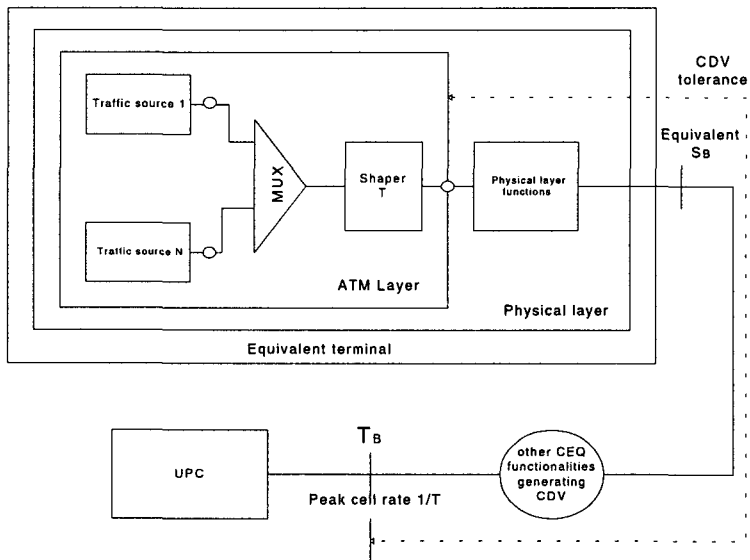 CDV
tolerance
Traffic source 1
Equivalent
SB
MUX
Shaper
T
Physical layer
functions
Traffic source N
ATM Layer
Physical layer
Equivalent terminal
TB
UPC
other CEQ
functionalities
generating
CDV
Peak cell rate 1/T